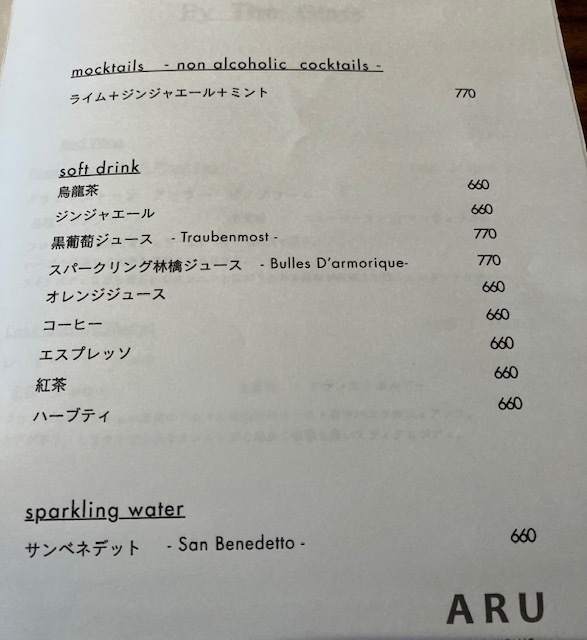 By The Glass
mocktails - non alcoholic cocktails -
ライム＋ジンジャエール＋ミント 770
soft drink
烏龍茶 660
ジンジャエール 660
黒葡萄ジュース - Traubenmost - 770
スパークリング林檎ジュース - Bulles D'armorique- 770
オレンジジュース 660
コーヒー 660
エスプレッソ 660
紅茶 660
ハーブティ 660
sparkling water
サンベネデット - San Benedetto - 660
ARU